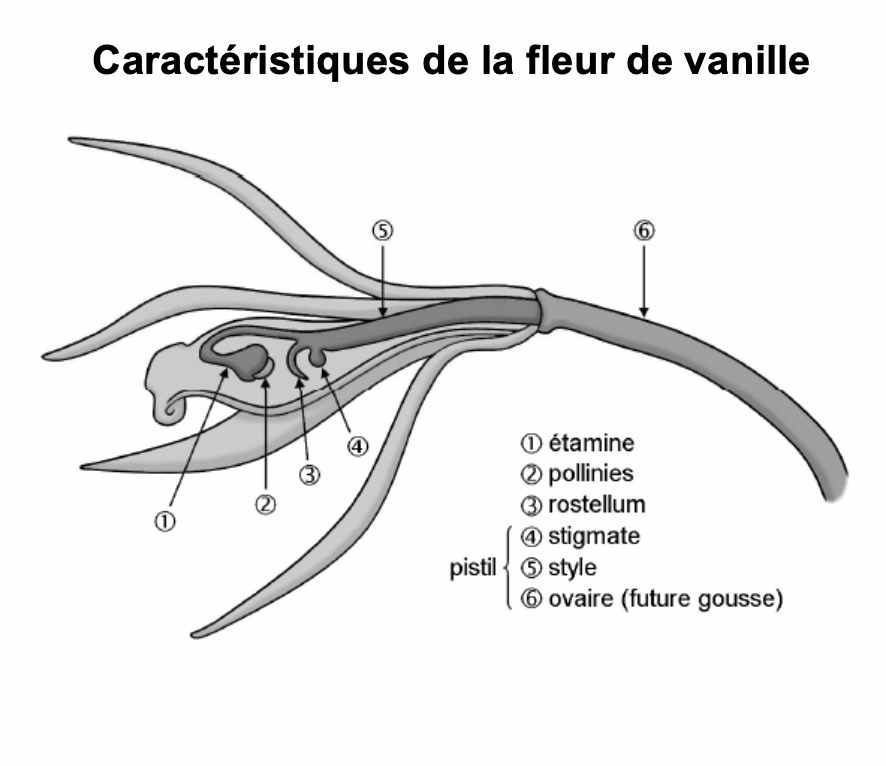 Caractéristiques de la fleur de vanille
⑤
⑥
④
③
②
①
① étamine
② pollinies
③ rostellum
④ stigmate
pistil ⑤ style
⑥ ovaire (future gousse)